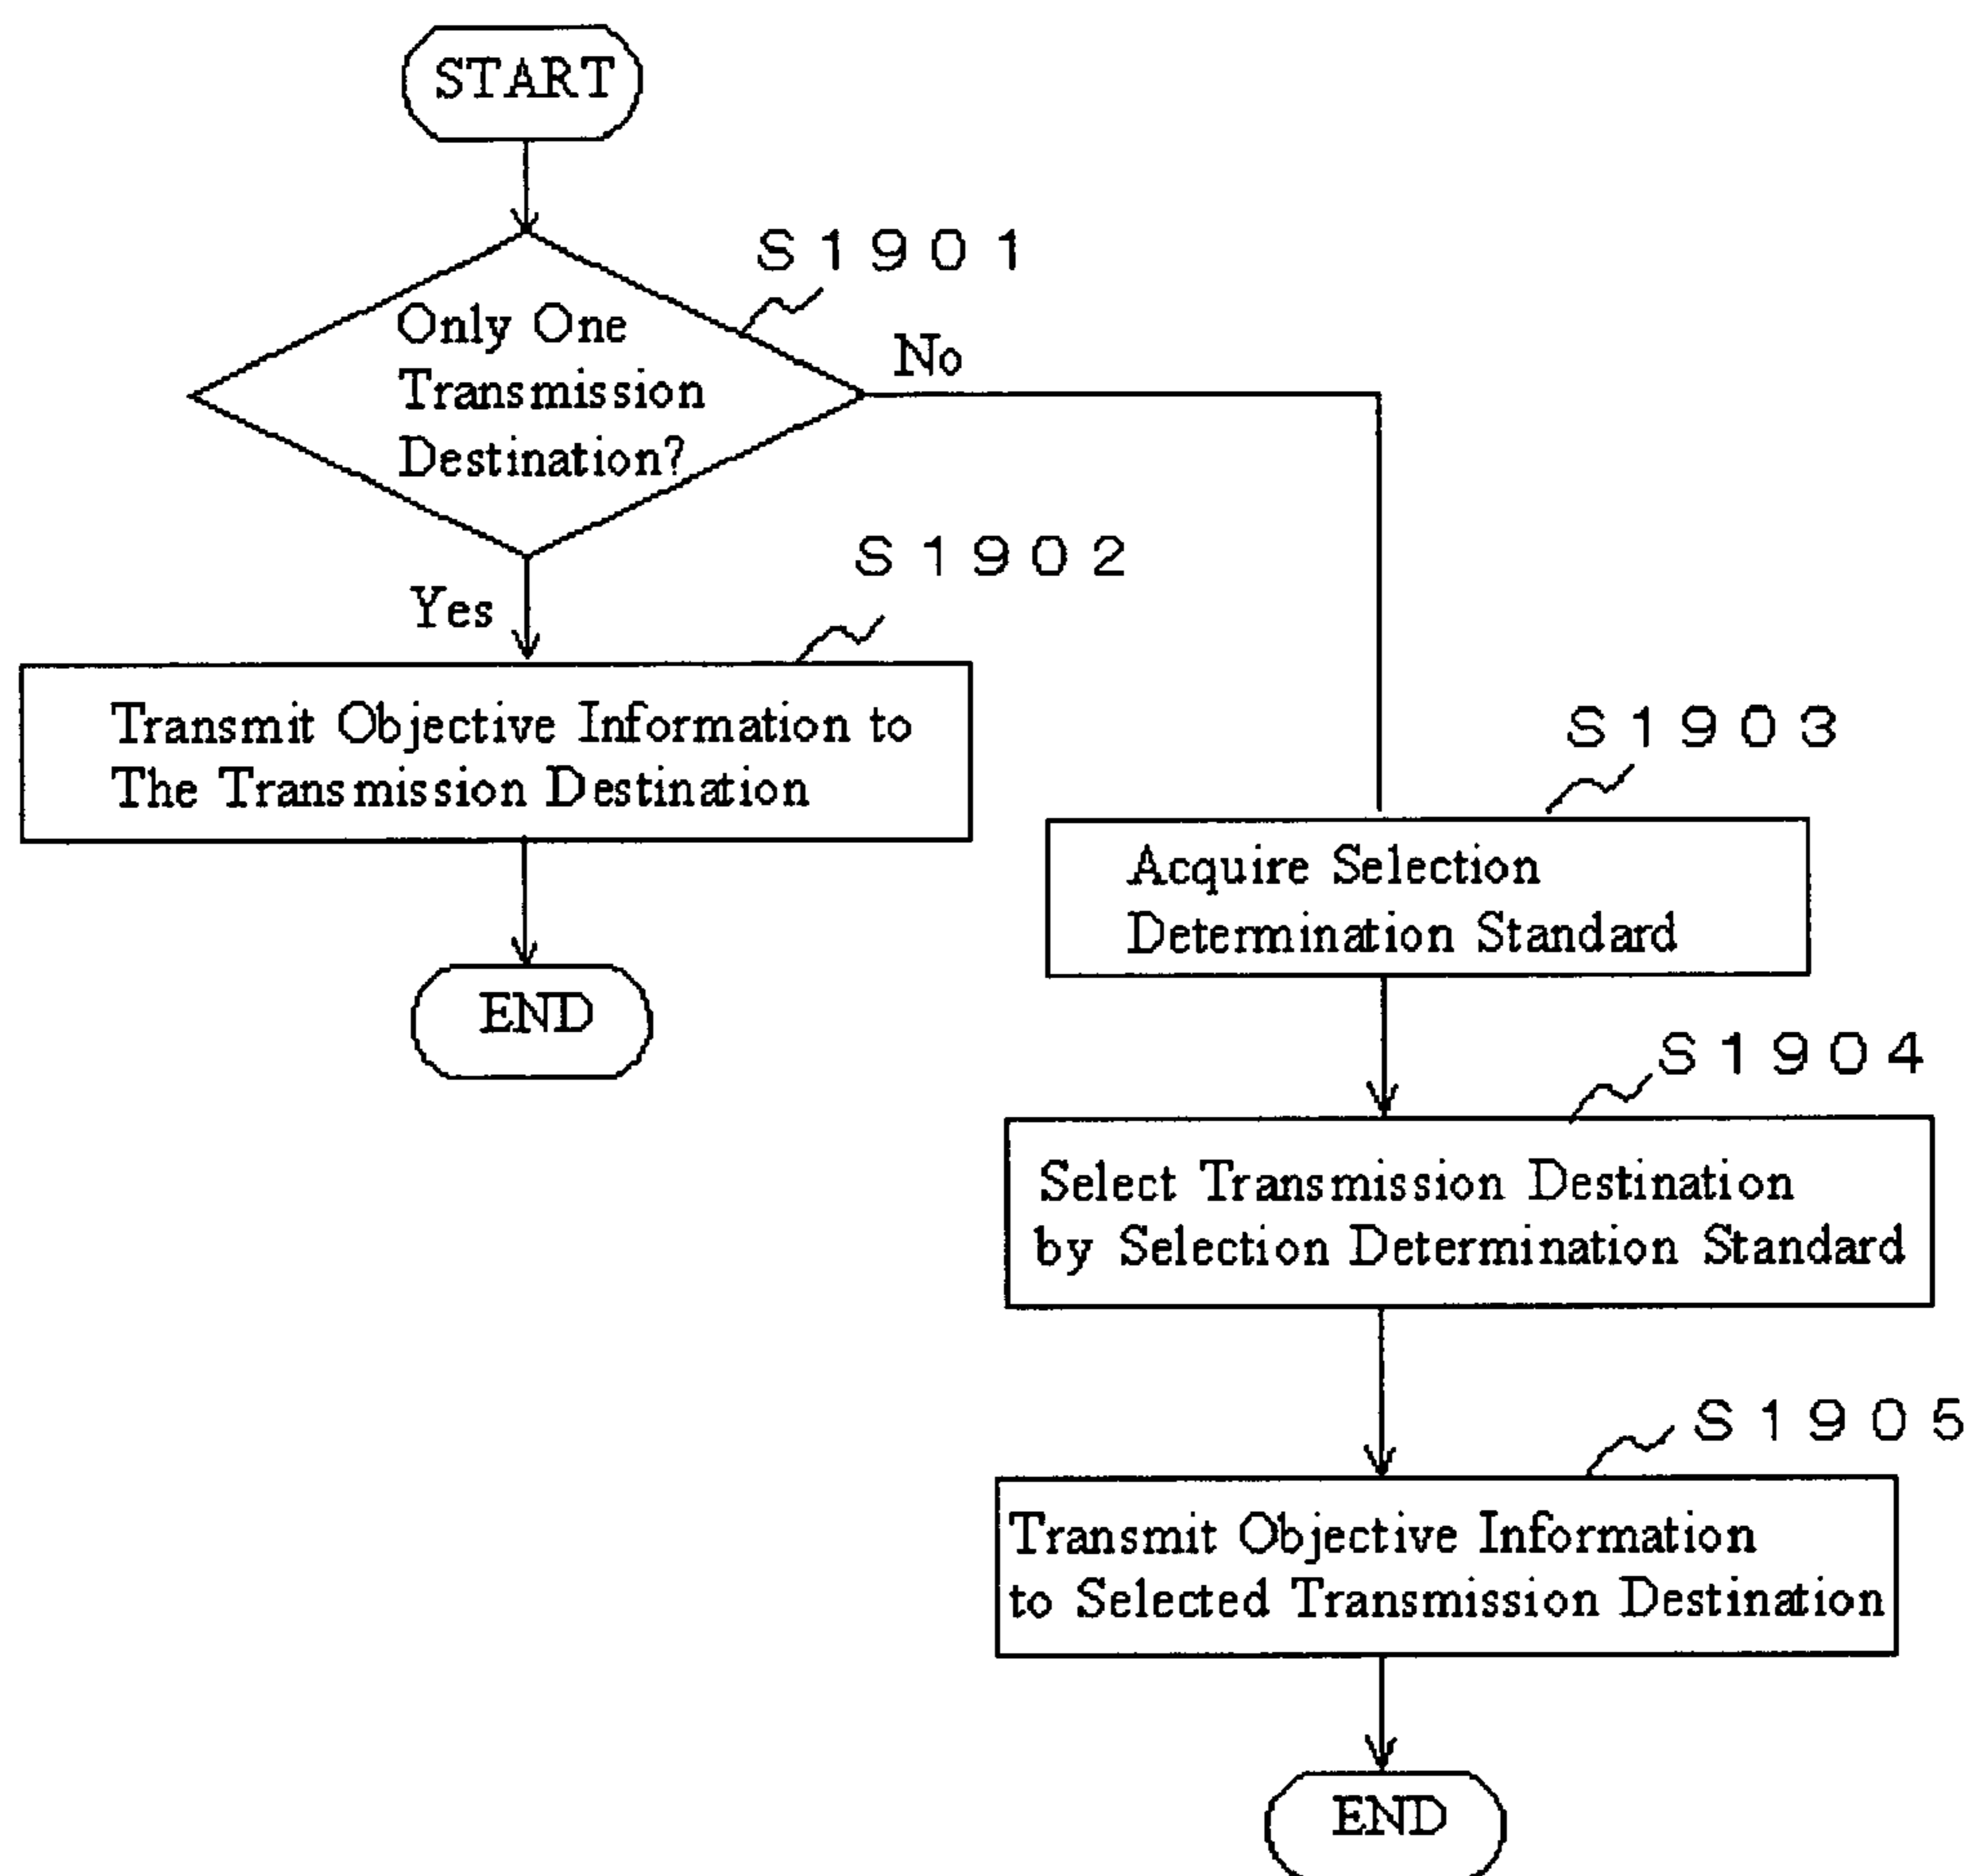 START
S1901
Only One
Transmission
Destination?
No
Yes
S1902
Transmit Objective Information to
The Transmission Destination
END
S1903
Acquire Selection
Determination Standard
S1904
Select Transmission Destination
by Selection Determination Standard
S1905
Transmit Objective Information
to Selected Transmission Destination
END